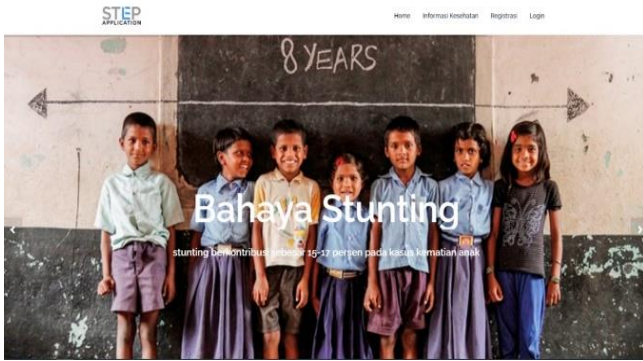 STEP
APPLICATION
Home Informasi Kesehatan Registrasi Login
8 YEARS
Bahaya Stunting
stunting berkontribusi sebesar 15-17 persen pada kasus kematian anak